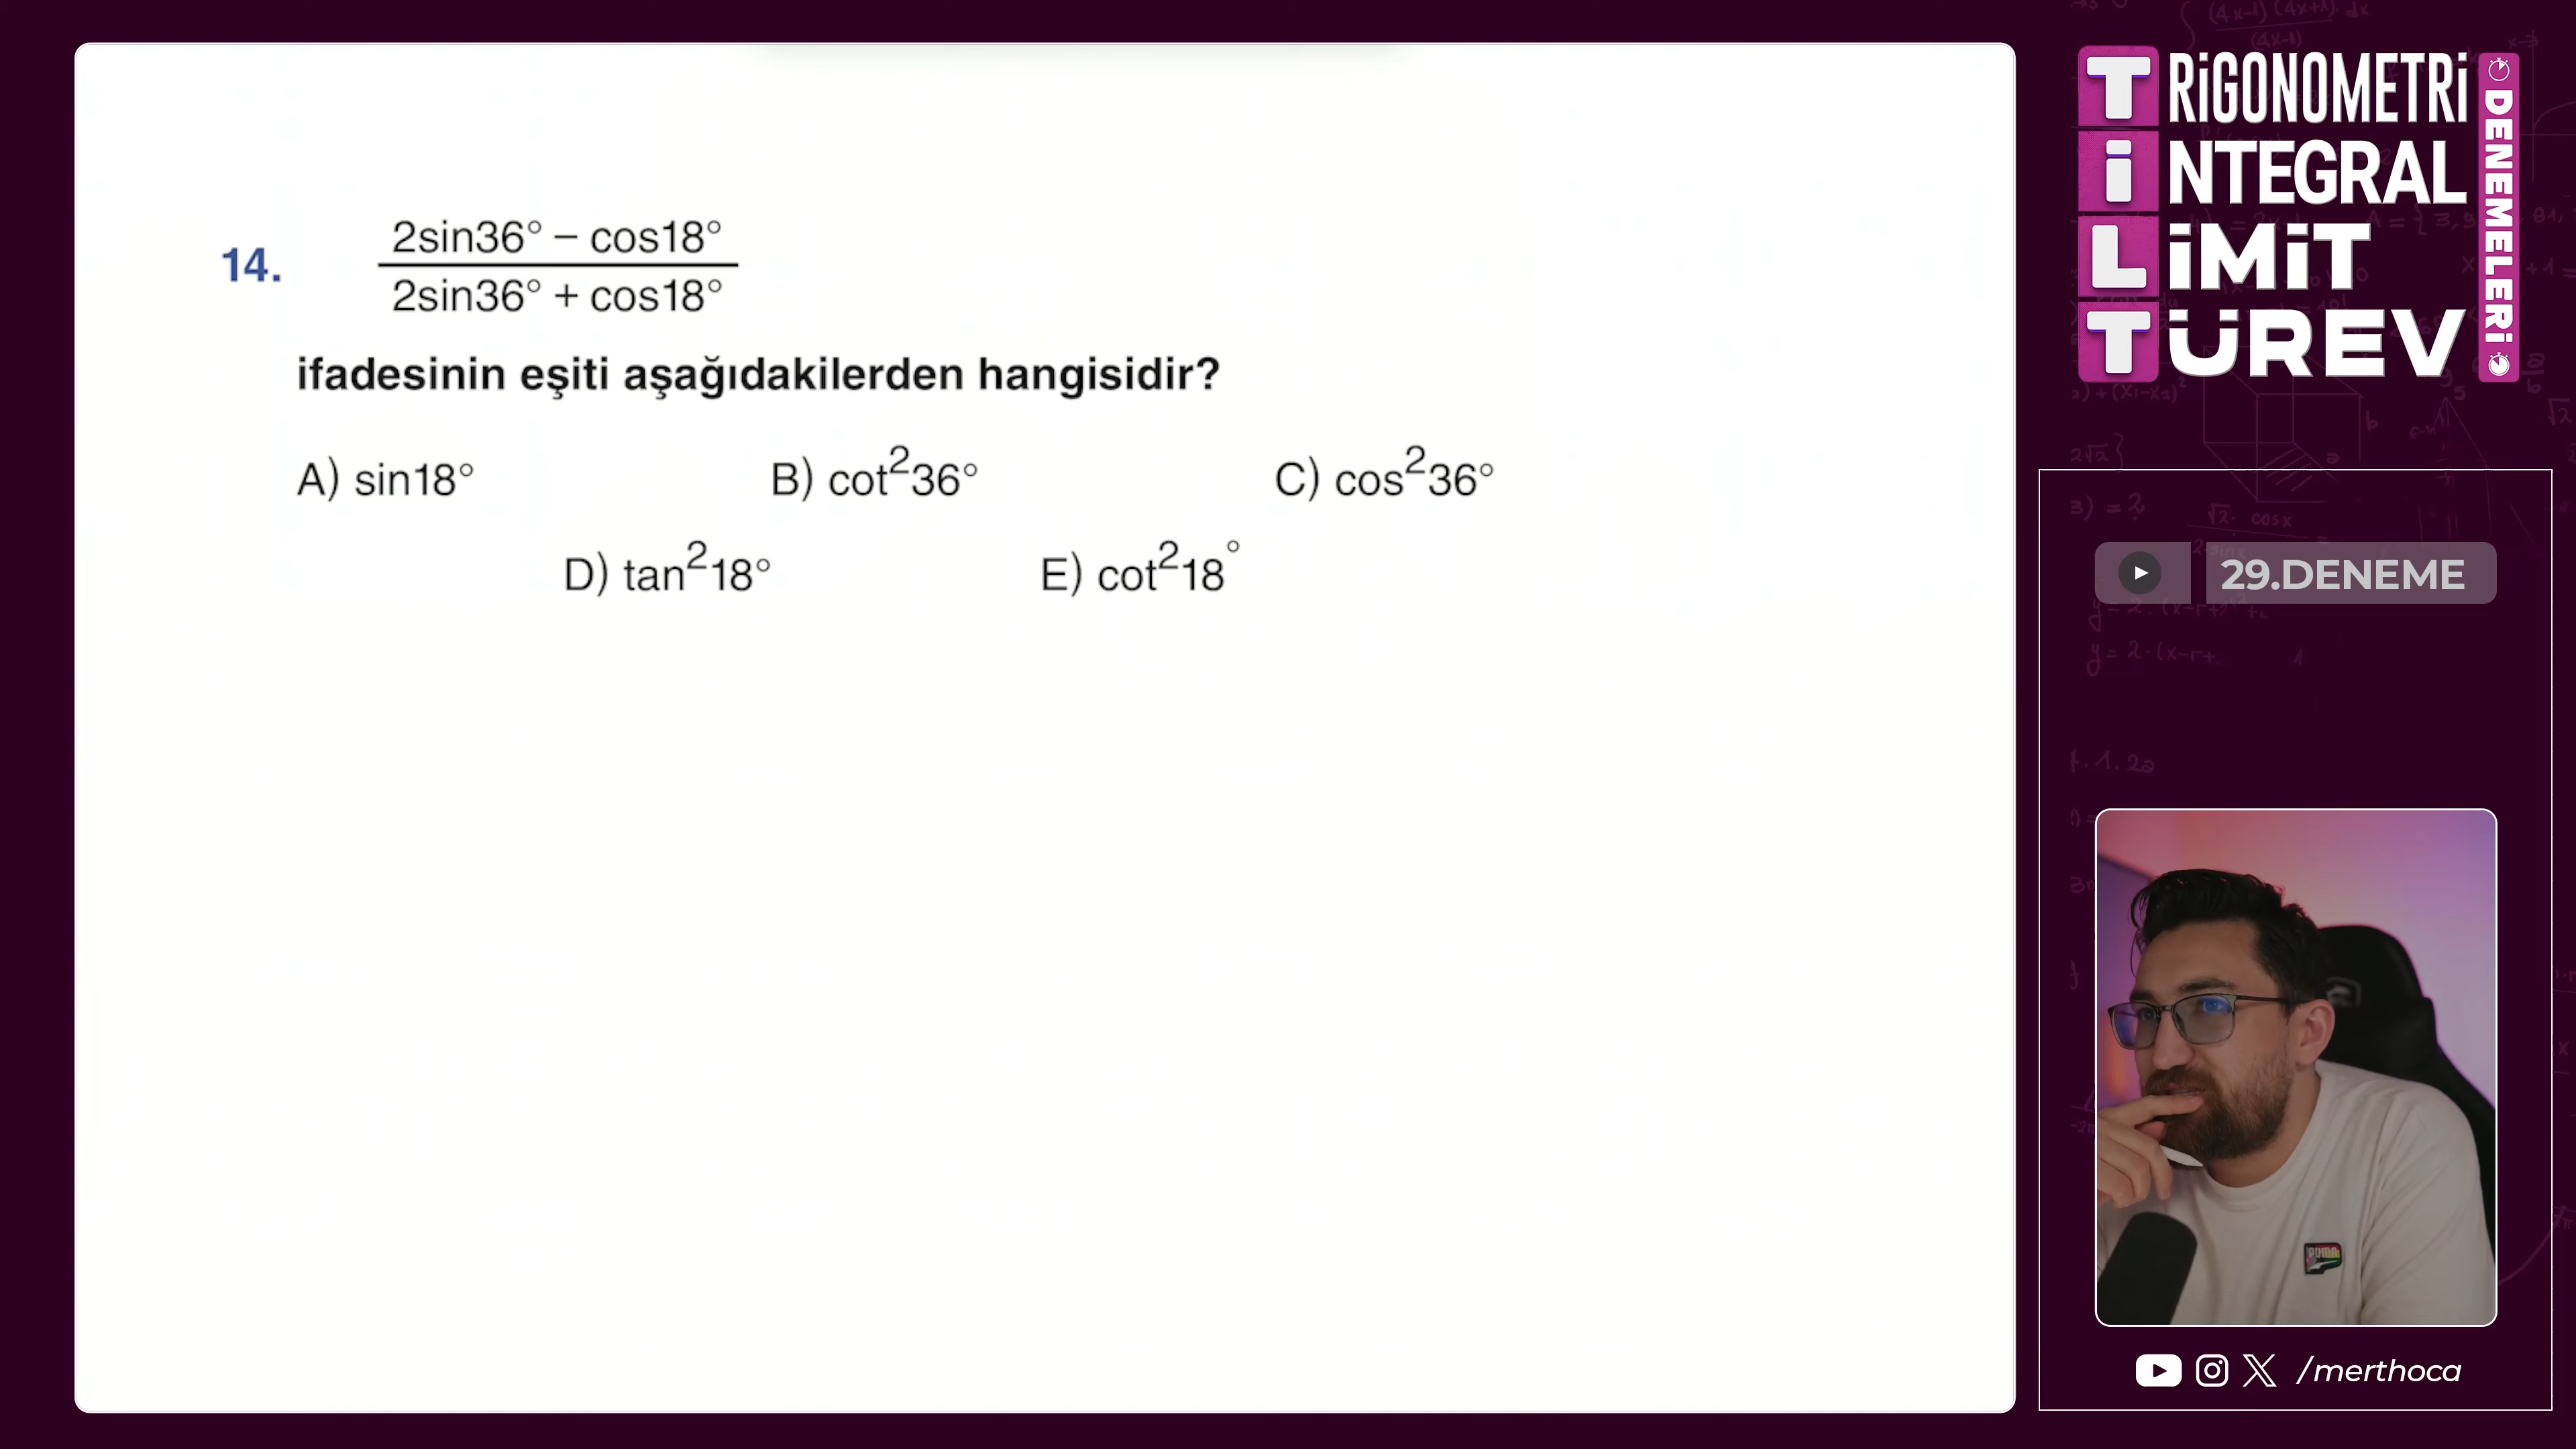 14.
2sin36° – cos18°
2sin36° + cos18°
ifadesinin eşiti aşağıdakilerden hangisidir?
A) sin18°
B) cot²36°
C) cos²36°
D) tan²18°
E) cot²18°
TRiGONOMETRi
iNTEGRAL
LiMiT
TÜREV
DENEMELERi
29.DENEME
PUMA
/merthoca